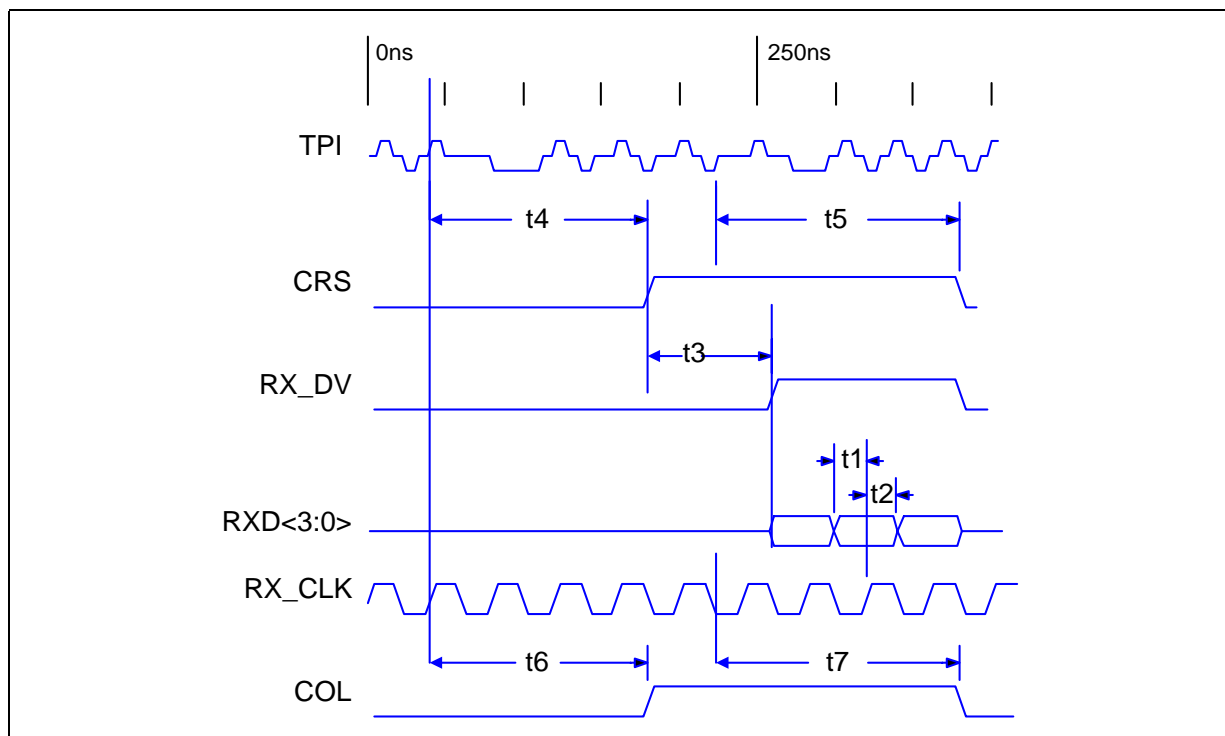 0ns 250ns
TPI
t4 t5
CRS
t3
RX_DV
t1
t2
RXD<3:0>
RX_CLK
t6 t7
COL